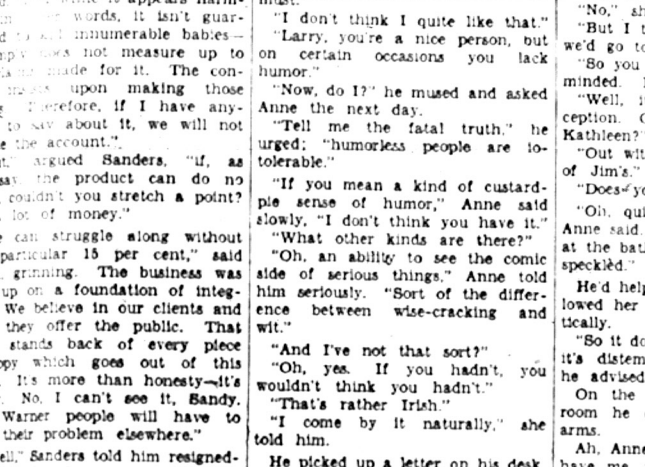 words, it isn't guar-
innumerable babies—
not measure up to
made for it. The con-
upon making those
Therefore, if I have any-
to say about it, we will not
the account."
argued Sanders, "if, as
say, the product can do no
couldn't you stretch a point?
lot of money."
can struggle along without
particular 15 per cent," said
grinning. The business was
up on a foundation of integ-
We believe in our clients and
they offer the public. That
stands back of every piece
which goes out of this
It's more than honesty—it's
No, I can't see it, Sandy.
Warner people will have to
their problem elsewhere."
Sanders told him resigned-
must.
"I don't think I quite like that."
"Larry, you're a nice person, but
on certain occasions you lack
humor."
"Now, do I?" he mused and asked
Anne the next day.
"Tell me the fatal truth," he
urged; "humorless people are io-
tolerable."
"If you mean a kind of custard-
pie sense of humor," Anne said
slowly, "I don't think you have it."
"What other kinds are there?"
"Oh, an ability to see the comic
side of serious things," Anne told
him seriously. "Sort of the differ-
ence between wise-cracking and
wit."
"And I've not that sort?"
"Oh, yes. If you hadn't, you
wouldn't think you hadn't."
"That's rather Irish."
"I come by it naturally," she
told him.
He picked up a letter on his desk
"No," sh
"But I t
we'd go to
"So you
minded.
"Well, i
ception.
Kathleen?"
"Out wit
of Jim's."
"Does yo
"Oh, qui
Anne said.
at the bat
speckled."
He'd help
lowed her
tically.
"So it do
it's distem
he advised
On the
room he
arms.
Ah, Anne
have me